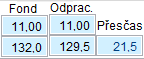 Fond Odprac.
11,00 11,00 Přesčas
132,0 129,5 21,5